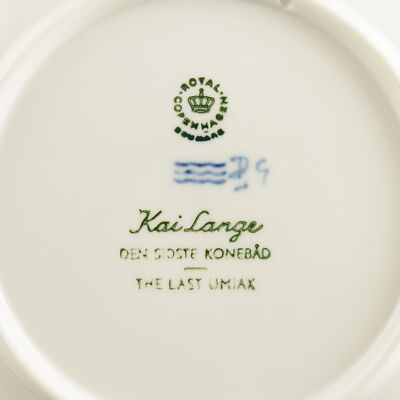 ROYAL
COPENHAGEN
DENMARK
Kai Lange
DEN SIDSTE KONEBÅD
THE LAST UMIAK